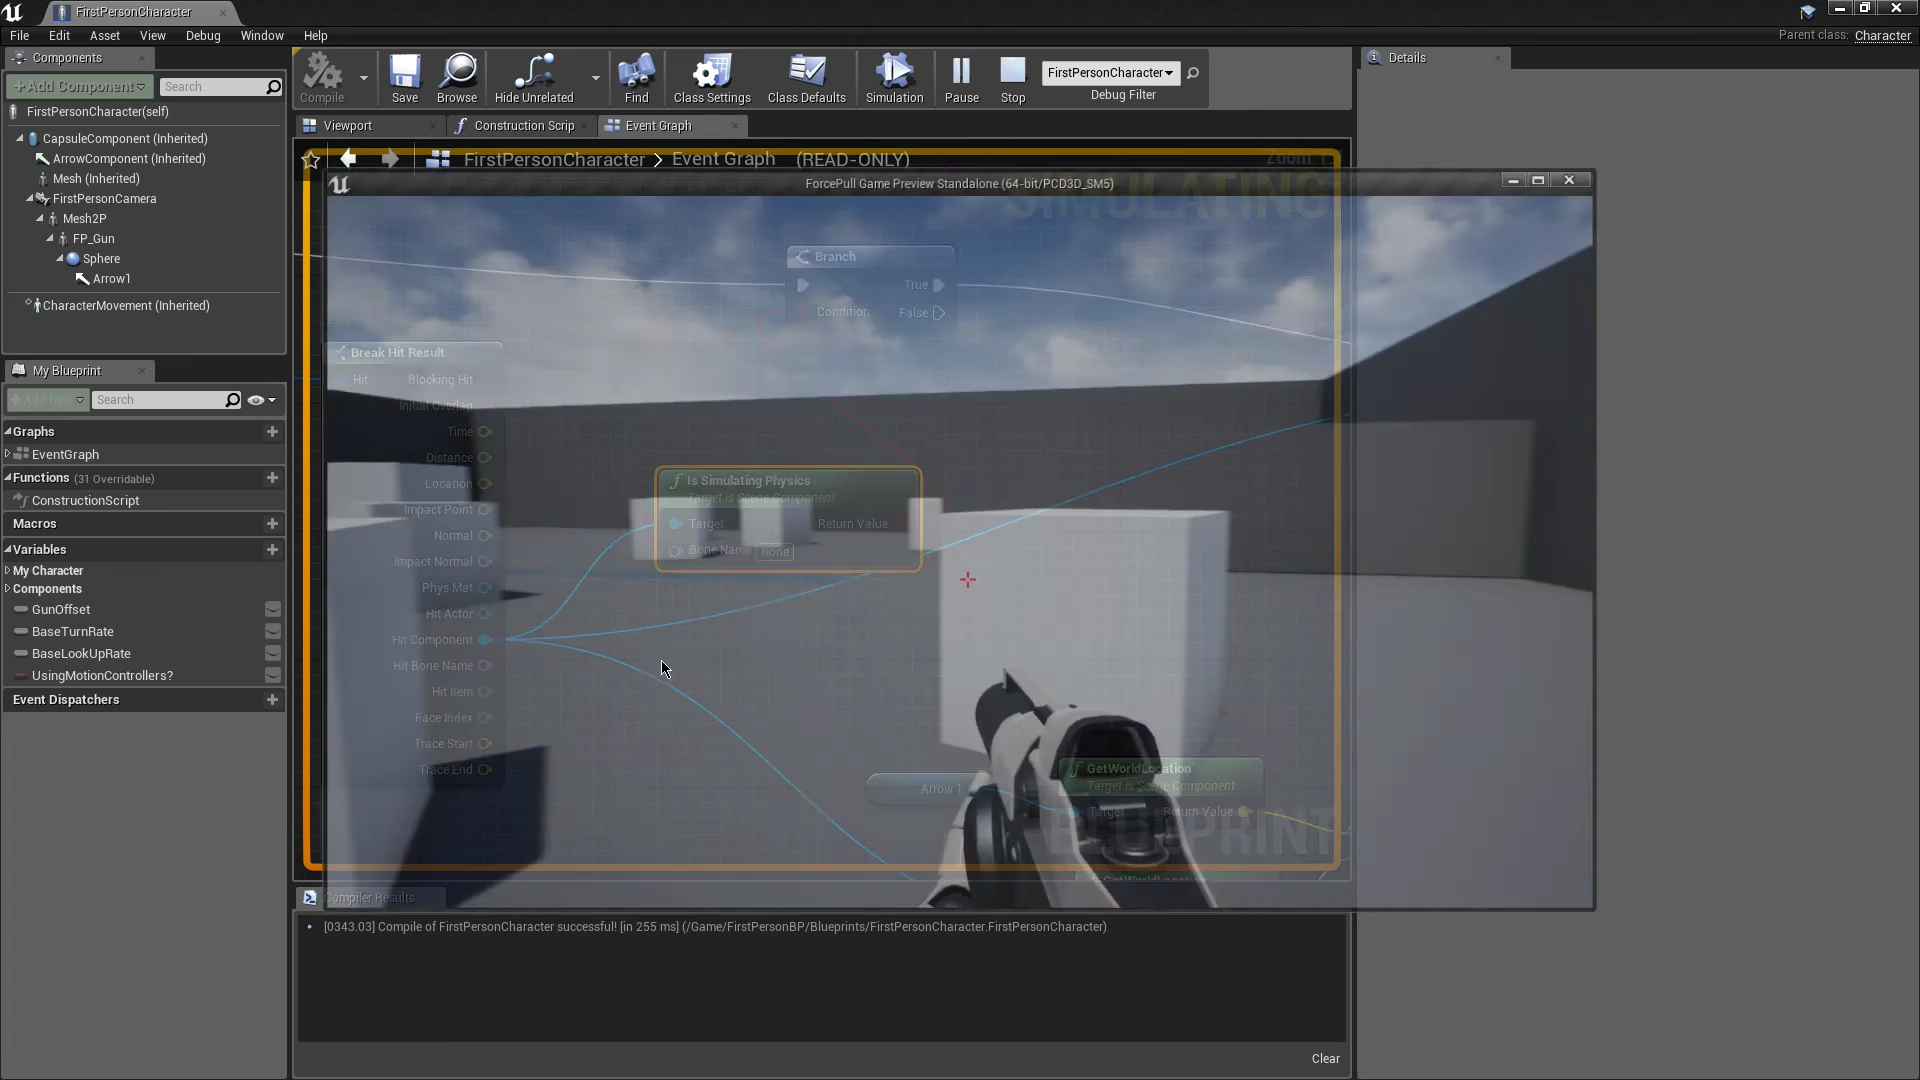 FirstPersonCharacter
File Edit Asset View Debug Window Help
Parent class: Character
Components
+Add Component
Search
FirstPersonCharacter(self)
CapsuleComponent (Inherited)
ArrowComponent (Inherited)
Mesh (Inherited)
FirstPersonCamera
Mesh2P
FP_Gun
Sphere
Arrow1
CharacterMovement (Inherited)
My Blueprint
+Add New
Search
Graphs
EventGraph
Functions (31 Overridable)
ConstructionScript
Macros
Variables
My Character
Components
GunOffset
BaseTurnRate
BaseLookUpRate
UsingMotionControllers?
Event Dispatchers
Compile
Save
Browse
Hide Unrelated
Find
Class Settings
Class Defaults
Simulation
Pause
Stop
FirstPersonCharacter
Debug Filter
Viewport
Construction Scrip
Event Graph
FirstPersonCharacter > Event Graph (READ-ONLY)
Zoom 1:
SIMULATING
ForcePull Game Preview Standalone (64-bit/PCD3D_SM5)
Branch
True
Condition
False
Break Hit Result
Hit
Blocking Hit
Initial Overlap
Time
Distance
Location
Impact Point
Normal
Impact Normal
Phys Mat
Hit Actor
Hit Component
Hit Bone Name
Hit Item
Face Index
Trace Start
Trace End
Is Simulating Physics
Target is Scene Component
Target
Return Value
Bone Name None
Arrow 1
GetWorldLocation
Target is Scene Component
Target
Return Value
BLUEPRINT
GetWorldLocation
Compiler Results
[0343.03] Compile of FirstPersonCharacter successful! [in 255 ms] (/Game/FirstPersonBP/Blueprints/FirstPersonCharacter.FirstPersonCharacter)
Clear
Details